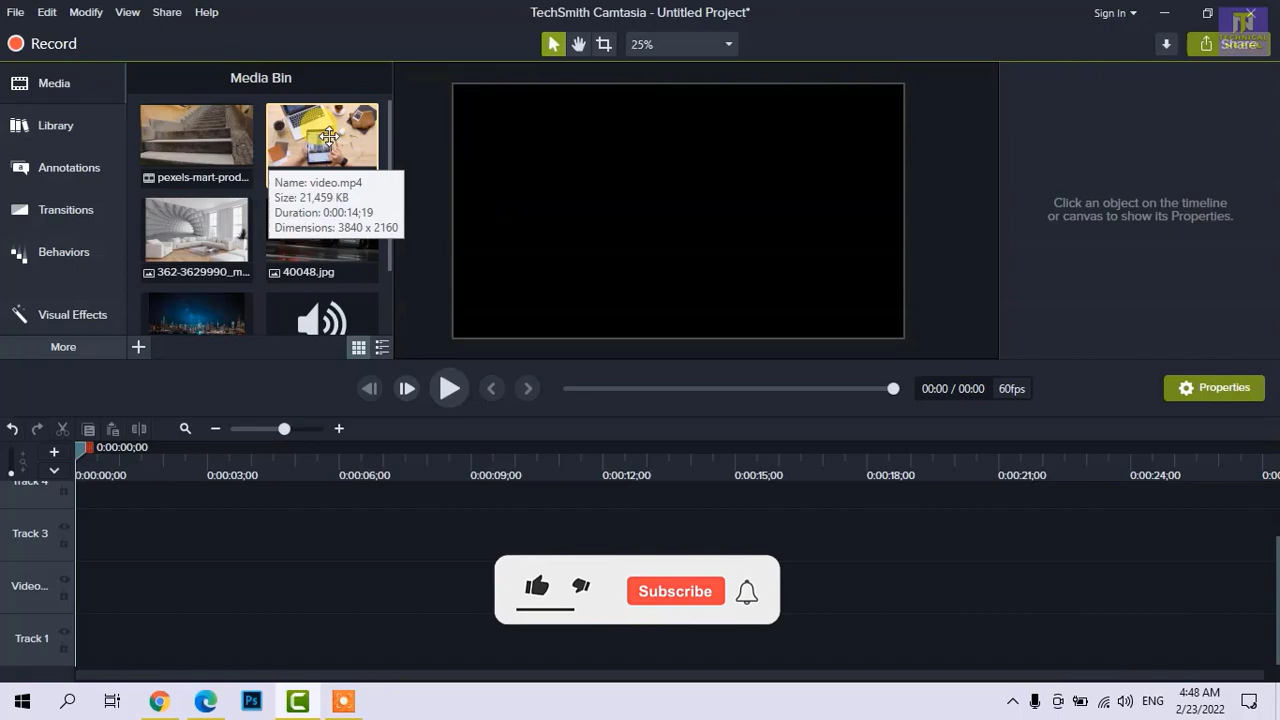 File Edit Modify View Share Help
TechSmith Camtasia - Untitled Project*
Sign In
Record
25%
Share
Media
Media Bin
Library
Annotations
pexels-mart-prod...
Name: video.mp4
Size: 21,459 KB
Duration: 0:00:14;19
Dimensions: 3840 x 2160
Click an object on the timeline
or canvas to show its Properties.
Transitions
Behaviors
362-3629990_m...
40048.jpg
Visual Effects
More
00:00 / 00:00
60fps
Properties
0:00:00;00
0:00:00;00 0:00:03;00 0:00:06;00 0:00:09;00 0:00:12;00 0:00:15;00 0:00:18;00 0:00:21;00 0:00:24;00
Track 4
Track 3
Video...
Subscribe
Track 1
ENG
4:48 AM
2/23/2022